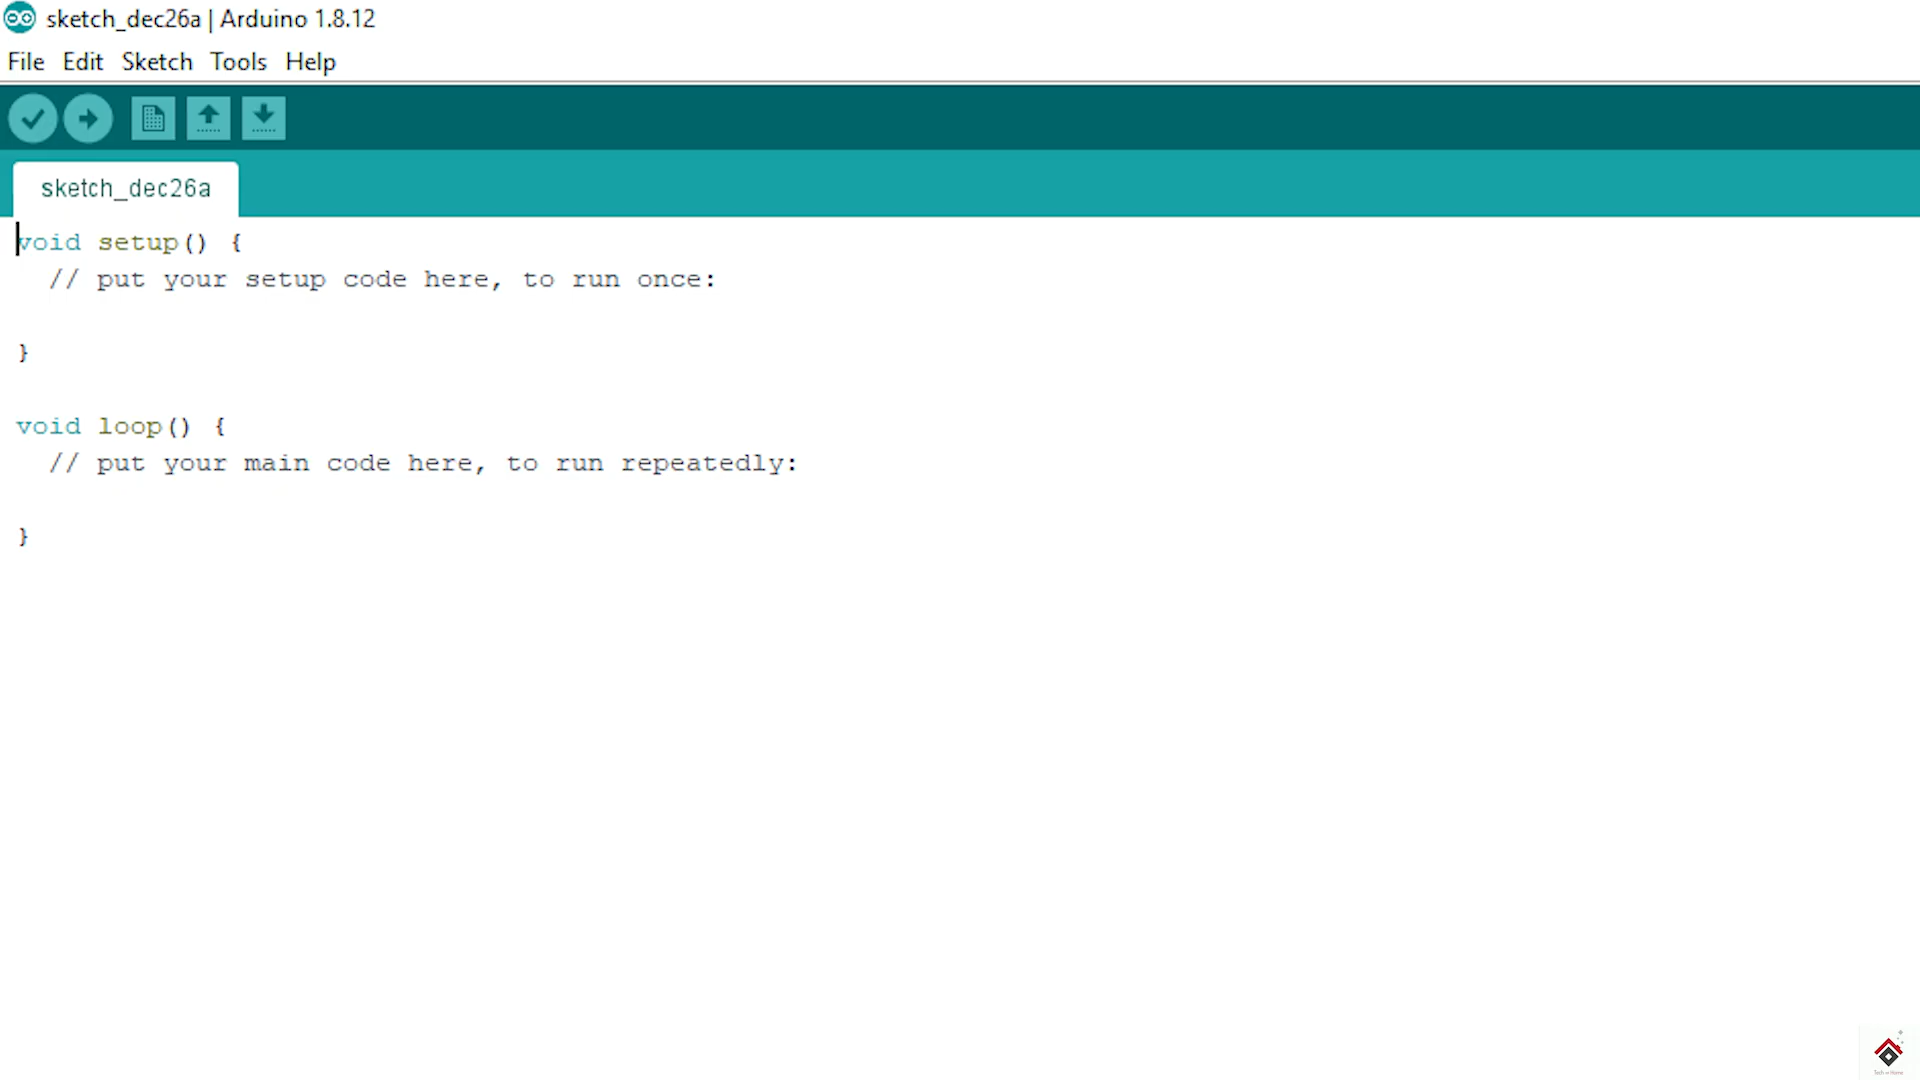 sketch_dec26a | Arduino 1.8.12
File Edit Sketch Tools Help
sketch_dec26a
void setup() {
  // put your setup code here, to run once:
}
void loop() {
  // put your main code here, to run repeatedly:
}